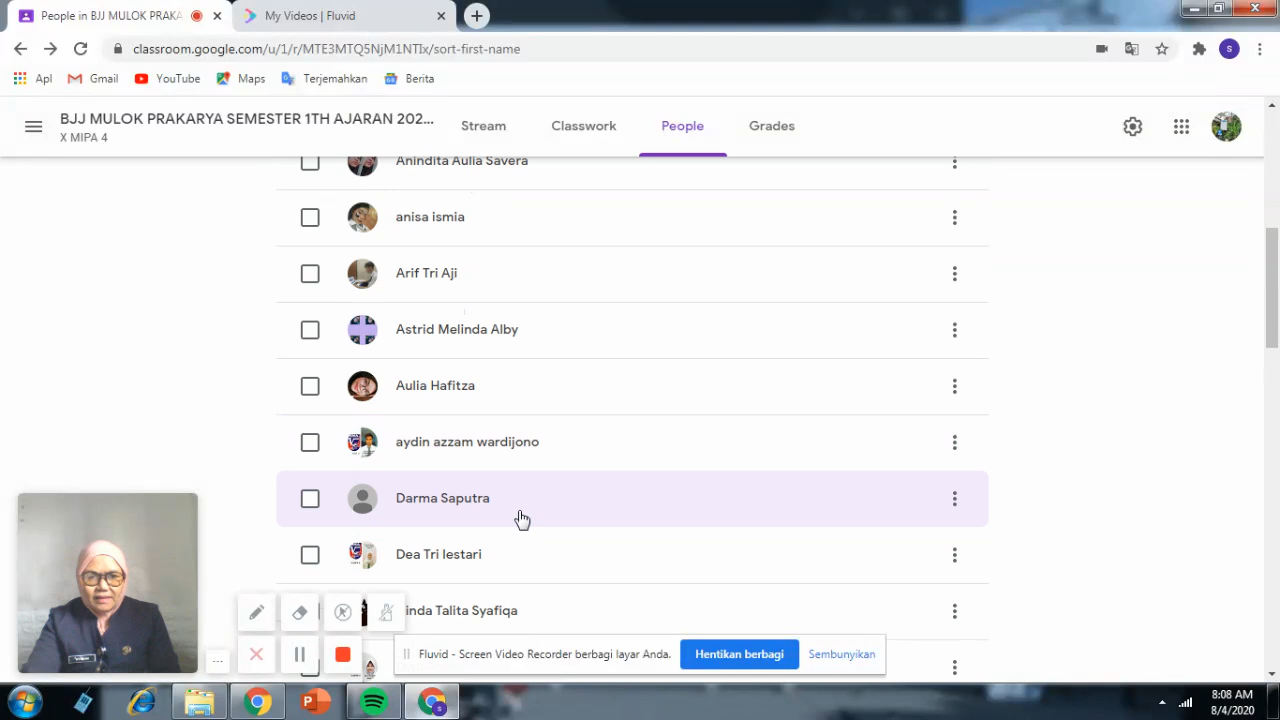 People in BJJ MULOK PRAKA
My Videos | Fluvid
classroom.google.com/u/1/r/MTE3MTQ5NjM1NTIx/sort-first-name
S
Apl
Gmail
YouTube
Maps
Terjemahkan
Berita
BJJ MULOK PRAKARYA SEMESTER 1TH AJARAN 202...
X MIPA 4
Stream
Classwork
People
Grades
Anindita Aulia Savera
anisa ismia
Arif Tri Aji
Astrid Melinda Alby
Aulia Hafitza
aydin azzam wardijono
Darma Saputra
Dea Tri lestari
inda Talita Syafiqa
...
Fluvid - Screen Video Recorder berbagi layar Anda.
Hentikan berbagi
Sembunyikan
8:08 AM
8/4/2020